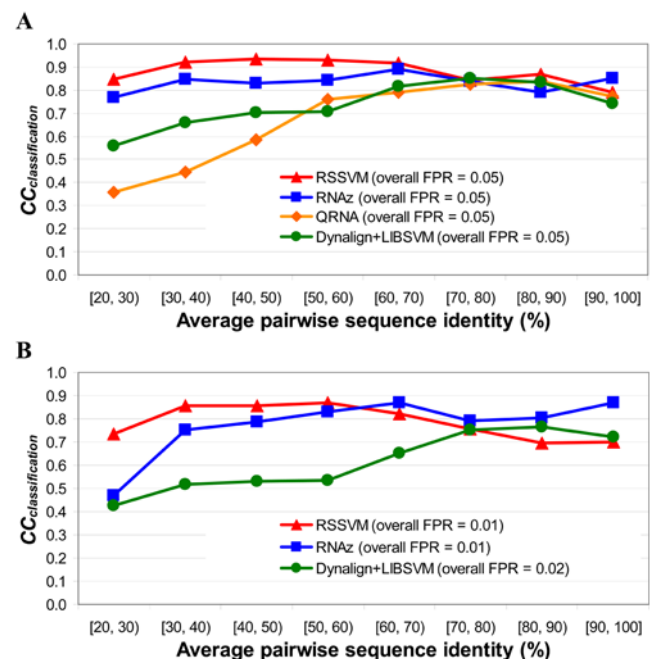 A
1.0
0.9
0.8
0.7
0.6
0.5
0.4
0.3
0.2
0.1
0.0
CCclassification
RSSVM (overall FPR = 0.05)
RNAz (overall FPR = 0.05)
QRNA (overall FPR = 0.05)
Dynalign+LIBSVM (overall FPR = 0.05)
[20, 30) [30, 40) [40, 50) [50, 60) [60, 70) [70, 80) [80, 90) [90, 100]
Average pairwise sequence identity (%)
B
1.0
0.9
0.8
0.7
0.6
0.5
0.4
0.3
0.2
0.1
0.0
CCclassification
RSSVM (overall FPR = 0.01)
RNAz (overall FPR = 0.01)
Dynalign+LIBSVM (overall FPR = 0.02)
[20, 30) [30, 40) [40, 50) [50, 60) [60, 70) [70, 80) [80, 90) [90, 100]
Average pairwise sequence identity (%)